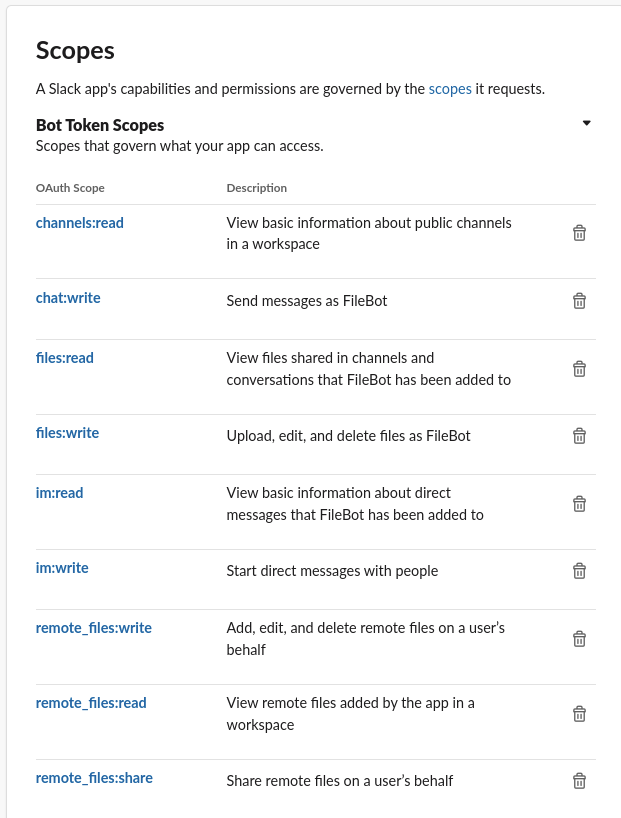 Scopes
A Slack app's capabilities and permissions are governed by the scopes it requests.
Bot Token Scopes
Scopes that govern what your app can access.
OAuth Scope Description
channels:read View basic information about public channels
in a workspace
chat:write Send messages as FileBot
files:read View files shared in channels and
conversations that FileBot has been added to
files:write Upload, edit, and delete files as FileBot
im:read View basic information about direct
messages that FileBot has been added to
im:write Start direct messages with people
remote_files:write Add, edit, and delete remote files on a user’s
behalf
remote_files:read View remote files added by the app in a
workspace
remote_files:share Share remote files on a user’s behalf